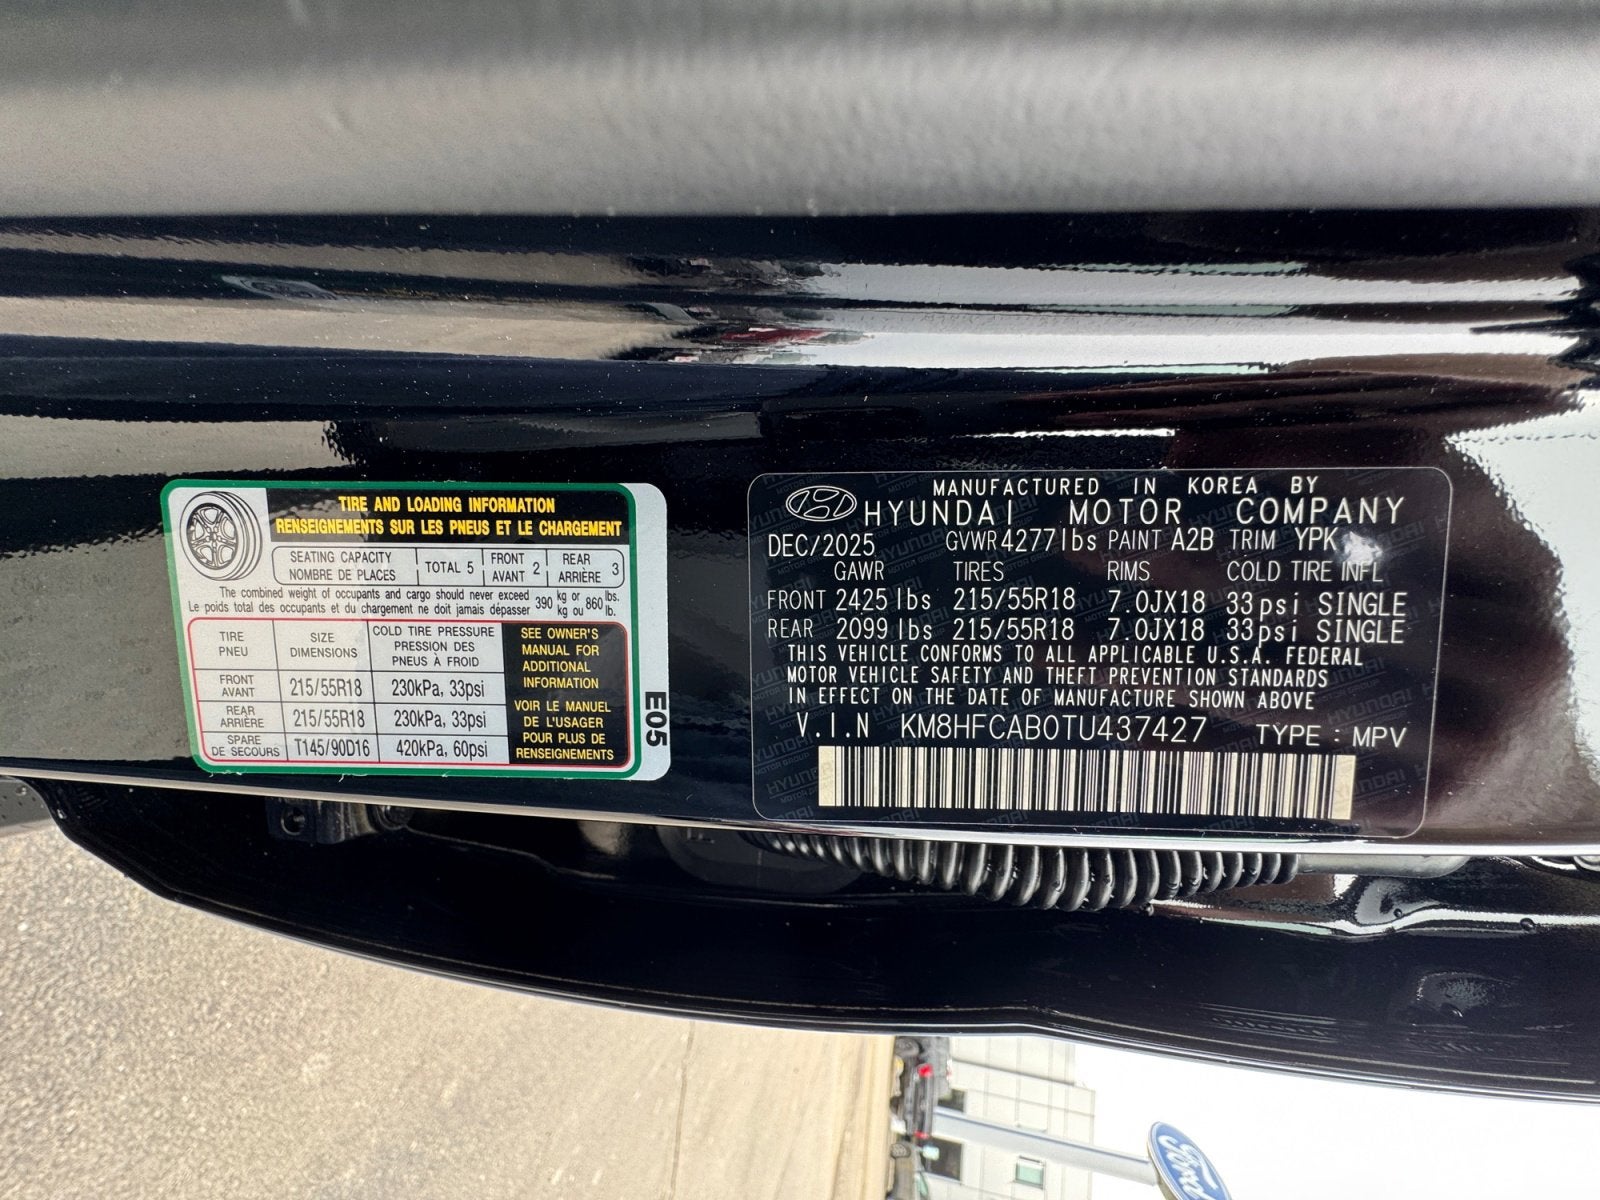 TIRE AND LOADING INFORMATION
RENSEIGNEMENTS SUR LES PNEUS ET LE CHARGEMENT
SEATING CAPACITY
NOMBRE DE PLACES
TOTAL 5
FRONT
AVANT 2
REAR
ARRIÈRE 3
The combined weight of occupants and cargo should never exceed 390 kg or 860 lbs.
Le poids total des occupants et du chargement ne doit jamais dépasser kg ou lb.
TIRE
PNEU
SIZE
DIMENSIONS
COLD TIRE PRESSURE
PRESSION DES
PNEUS À FROID
FRONT
AVANT
215/55R18
230kPa, 33psi
REAR
ARRIÈRE
215/55R18
230kPa, 33psi
SPARE
DE SECOURS
T145/90D16
420kPa, 60psi
SEE OWNER'S
MANUAL FOR
ADDITIONAL
INFORMATION
VOIR LE MANUEL
DE L'USAGER
POUR PLUS DE
RENSEIGNEMENTS
E05
MANUFACTURED IN KOREA BY
HYUNDAI MOTOR COMPANY
DEC/2025 GVWR 4277lbs PAINT A2B TRIM YPK
GAWR TIRES RIMS COLD TIRE INFL
FRONT 2425lbs 215/55R18 7.0JX18 33psi SINGLE
REAR 2099lbs 215/55R18 7.0JX18 33psi SINGLE
THIS VEHICLE CONFORMS TO ALL APPLICABLE U.S.A. FEDERAL
MOTOR VEHICLE SAFETY AND THEFT PREVENTION STANDARDS
IN EFFECT ON THE DATE OF MANUFACTURE SHOWN ABOVE
V.I.N KM8HFCAB0TU437427 TYPE : MPV
Ford